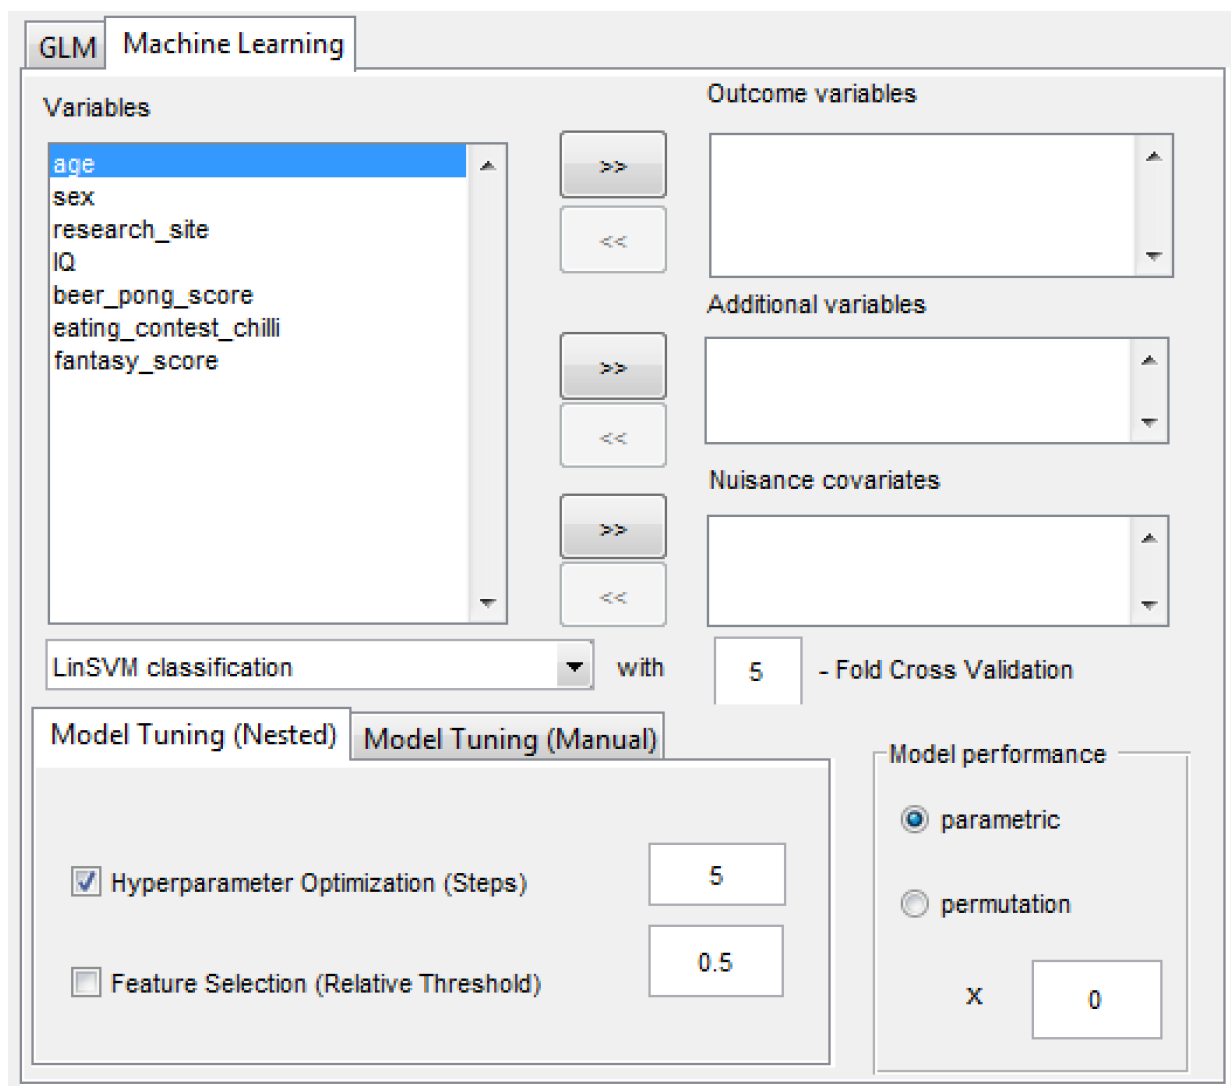 GLM
Machine Learning
Variables
Outcome variables
age
sex
research_site
IQ
beer_pong_score
eating_contest_chilli
fantasy_score
>>
<<
Additional variables
>>
<<
Nuisance covariates
>>
<<
LinSVM classification
with
5
- Fold Cross Validation
Model Tuning (Nested)
Model Tuning (Manual)
Hyperparameter Optimization (Steps)
5
Feature Selection (Relative Threshold)
0.5
Model performance
parametric
permutation
x
0